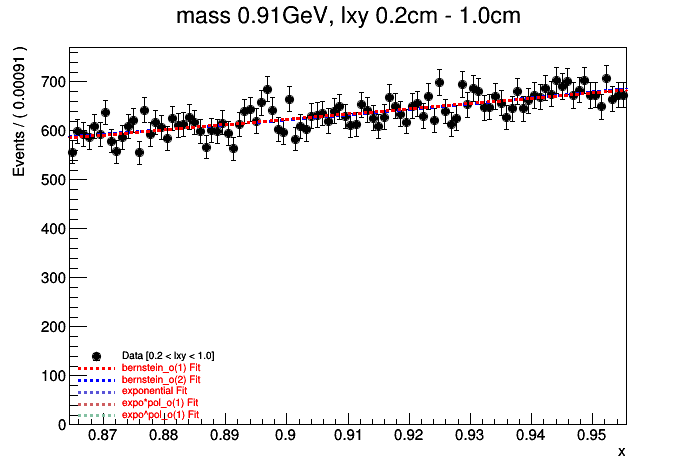 mass 0.91GeV, lxy 0.2cm - 1.0cm
Events / ( 0.00091 )
700
600
500
400
300
200
100
0
Data [0.2 < lxy < 1.0]
bernstein_o(1) Fit
bernstein_o(2) Fit
exponential Fit
expo*pol_o(1) Fit
expo^pol_o(1) Fit
0.87 0.88 0.89 0.9 0.91 0.92 0.93 0.94 0.95
x